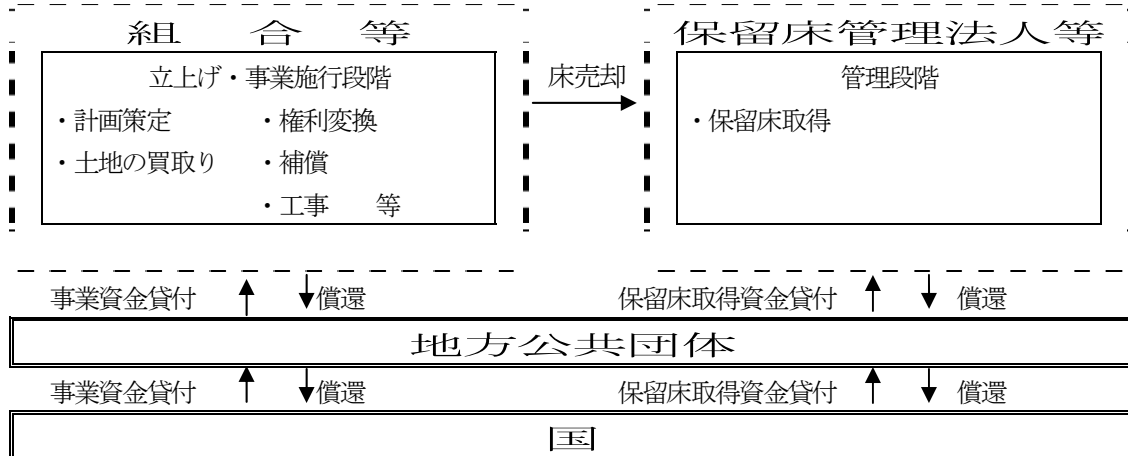 組合等
立上げ・事業施行段階
・計画策定 ・権利変換
・土地の買取り ・補償
・工事 等
床売却
保留床管理法人等
管理段階
・保留床取得
事業資金貸付 償還 保留床取得資金貸付 償還
地方公共団体
事業資金貸付 償還 保留床取得資金貸付 償還
国